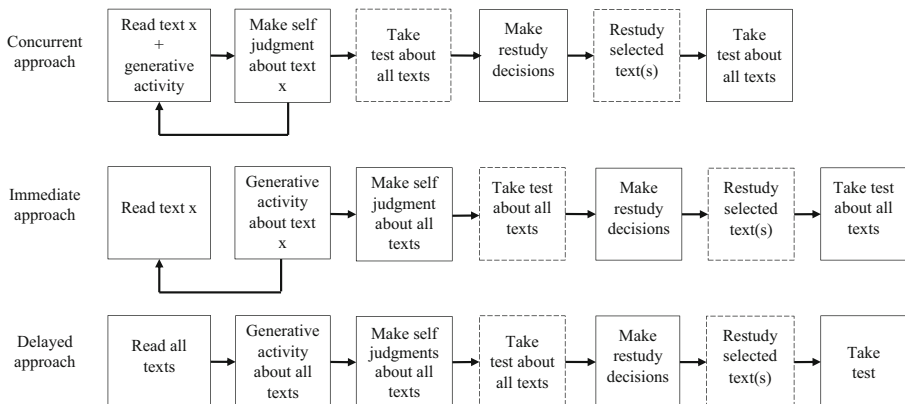 Concurrent
approach
Read text x
+
generative
activity
Make self
judgment
about text
x
Take
test about
all texts
Make
restudy
decisions
Restudy
selected
text(s)
Take
test about
all texts
Immediate
approach
Read text x
Generative
activity
about text
x
Make self
judgment
about all
texts
Take test
about all
texts
Make
restudy
decisions
Restudy
selected
text(s)
Take test
about all
texts
Delayed
approach
Read all
texts
Generative
activity
about all
texts
Make self
judgments
about all
texts
Take
test about
all texts
Make
restudy
decisions
Restudy
selected
text(s)
Take
test